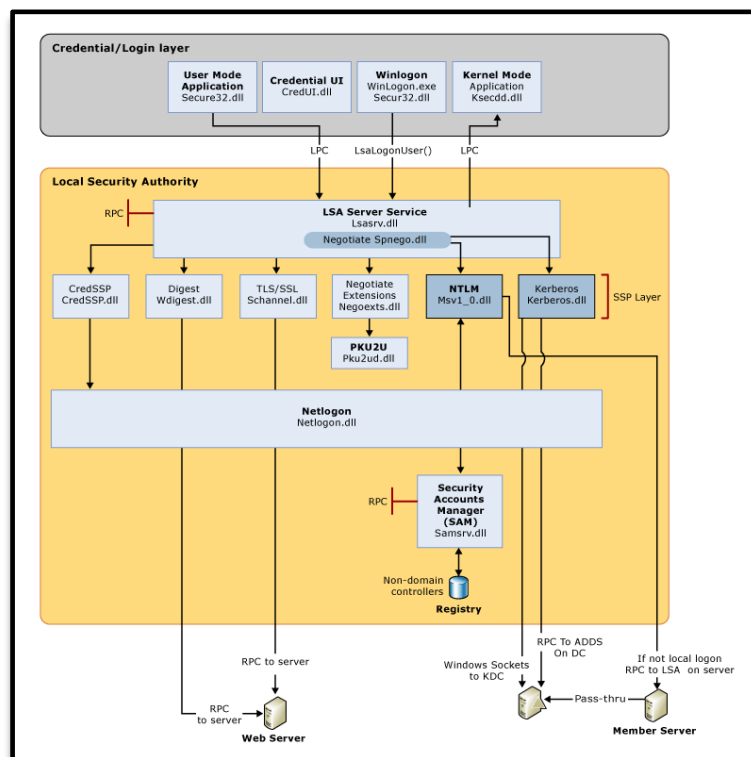 Credential/Login layer
User Mode
Application
Secure32.dll
Credential UI
CredUI.dll
Winlogon
WinLogon.exe
Secur32.dll
Kernel Mode
Application
Ksecdd.dll
LPC
LsaLogonUser()
LPC
Local Security Authority
RPC
LSA Server Service
Lsasrv.dll
Negotiate Spnego.dll
CredSSP
CredSSP.dll
Digest
Wdigest.dll
TLS/SSL
Schannel.dll
Negotiate
Extensions
Negoexts.dll
NTLM
Msv1_0.dll
Kerberos
Kerberos.dll
SSP Layer
PKU2U
Pku2ud.dll
Netlogon
Netlogon.dll
RPC
Security
Accounts
Manager
(SAM)
Samsrv.dll
Non-domain
controllers
Registry
RPC to server
RPC
to server
Web Server
Windows Sockets
to KDC
RPC To ADDS
On DC
If not local logon
RPC to LSA on server
Pass-thru
Member Server